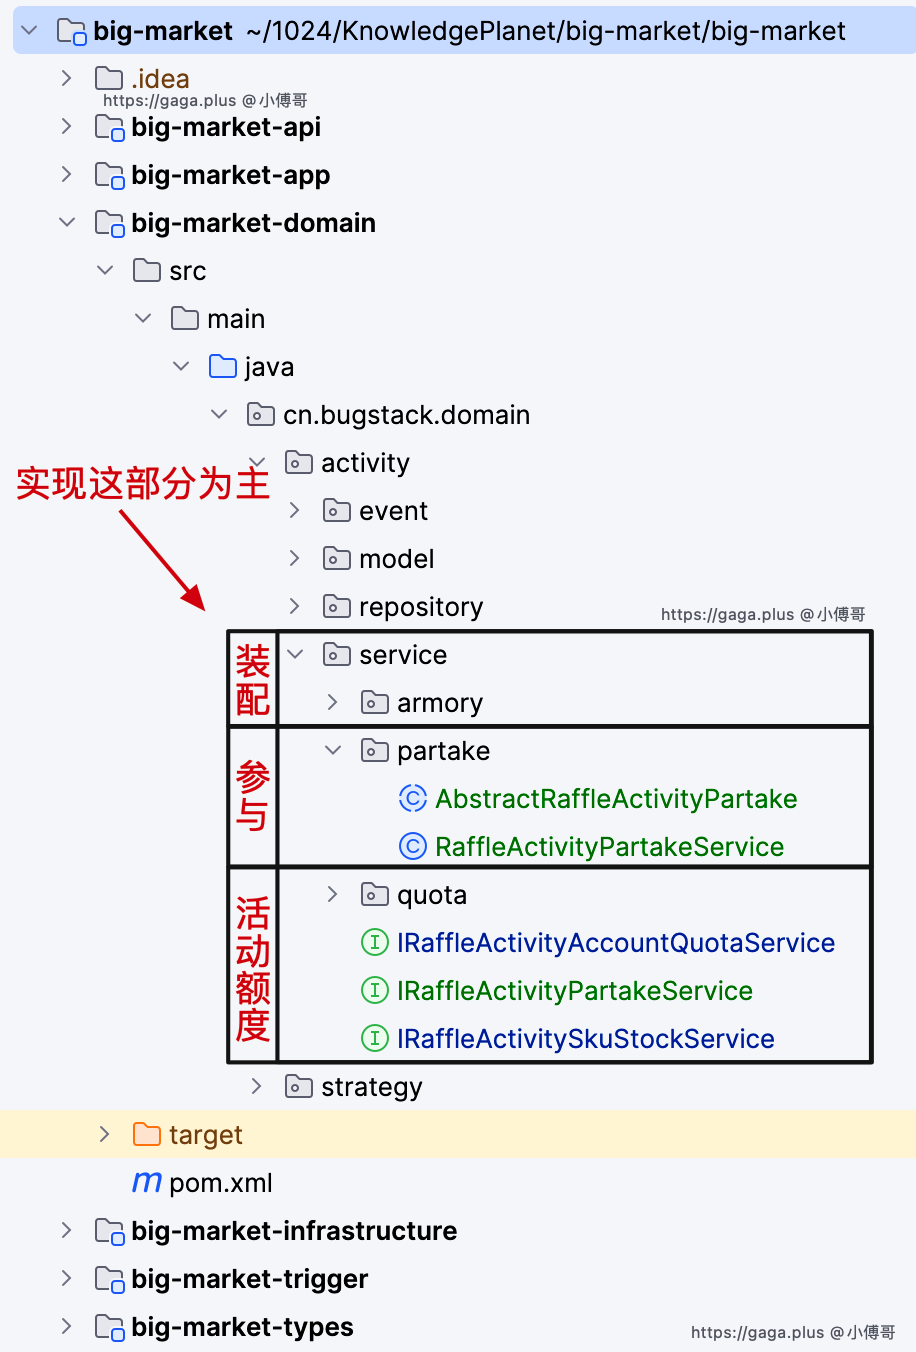 big-market ~/1024/KnowledgePlanet/big-market/big-market
.idea
https://gaga.plus @小傅哥
big-market-api
big-market-app
big-market-domain
src
main
java
cn.bugstack.domain
activity
实现这部分为主
event
model
repository
https://gaga.plus @小傅哥
装配
service
armory
参与
partake
AbstractRaffleActivityPartake
RaffleActivityPartakeService
活动额度
quota
IRaffleActivityAccountQuotaService
IRaffleActivityPartakeService
IRaffleActivitySkuStockService
strategy
target
pom.xml
big-market-infrastructure
big-market-trigger
big-market-types
https://gaga.plus @小傅哥